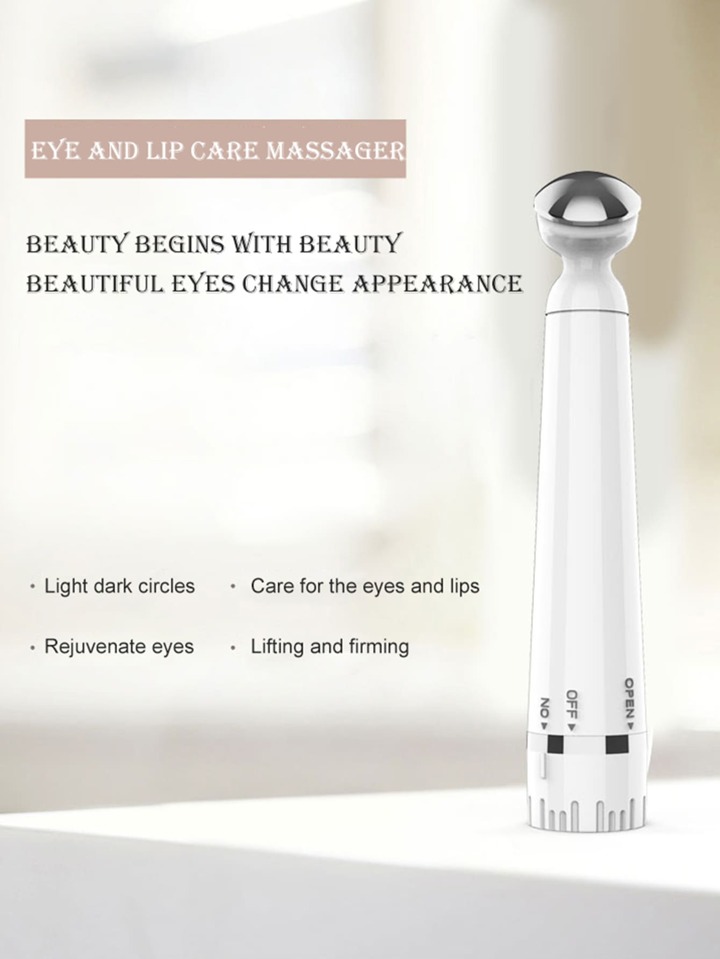 EYE AND LIP CARE MASSAGER
BEAUTY BEGINS WITH BEAUTY
BEAUTIFUL EYES CHANGE APPEARANCE
• Light dark circles
• Care for the eyes and lips
• Rejuvenate eyes
• Lifting and firming
NO
OFF
OPEN